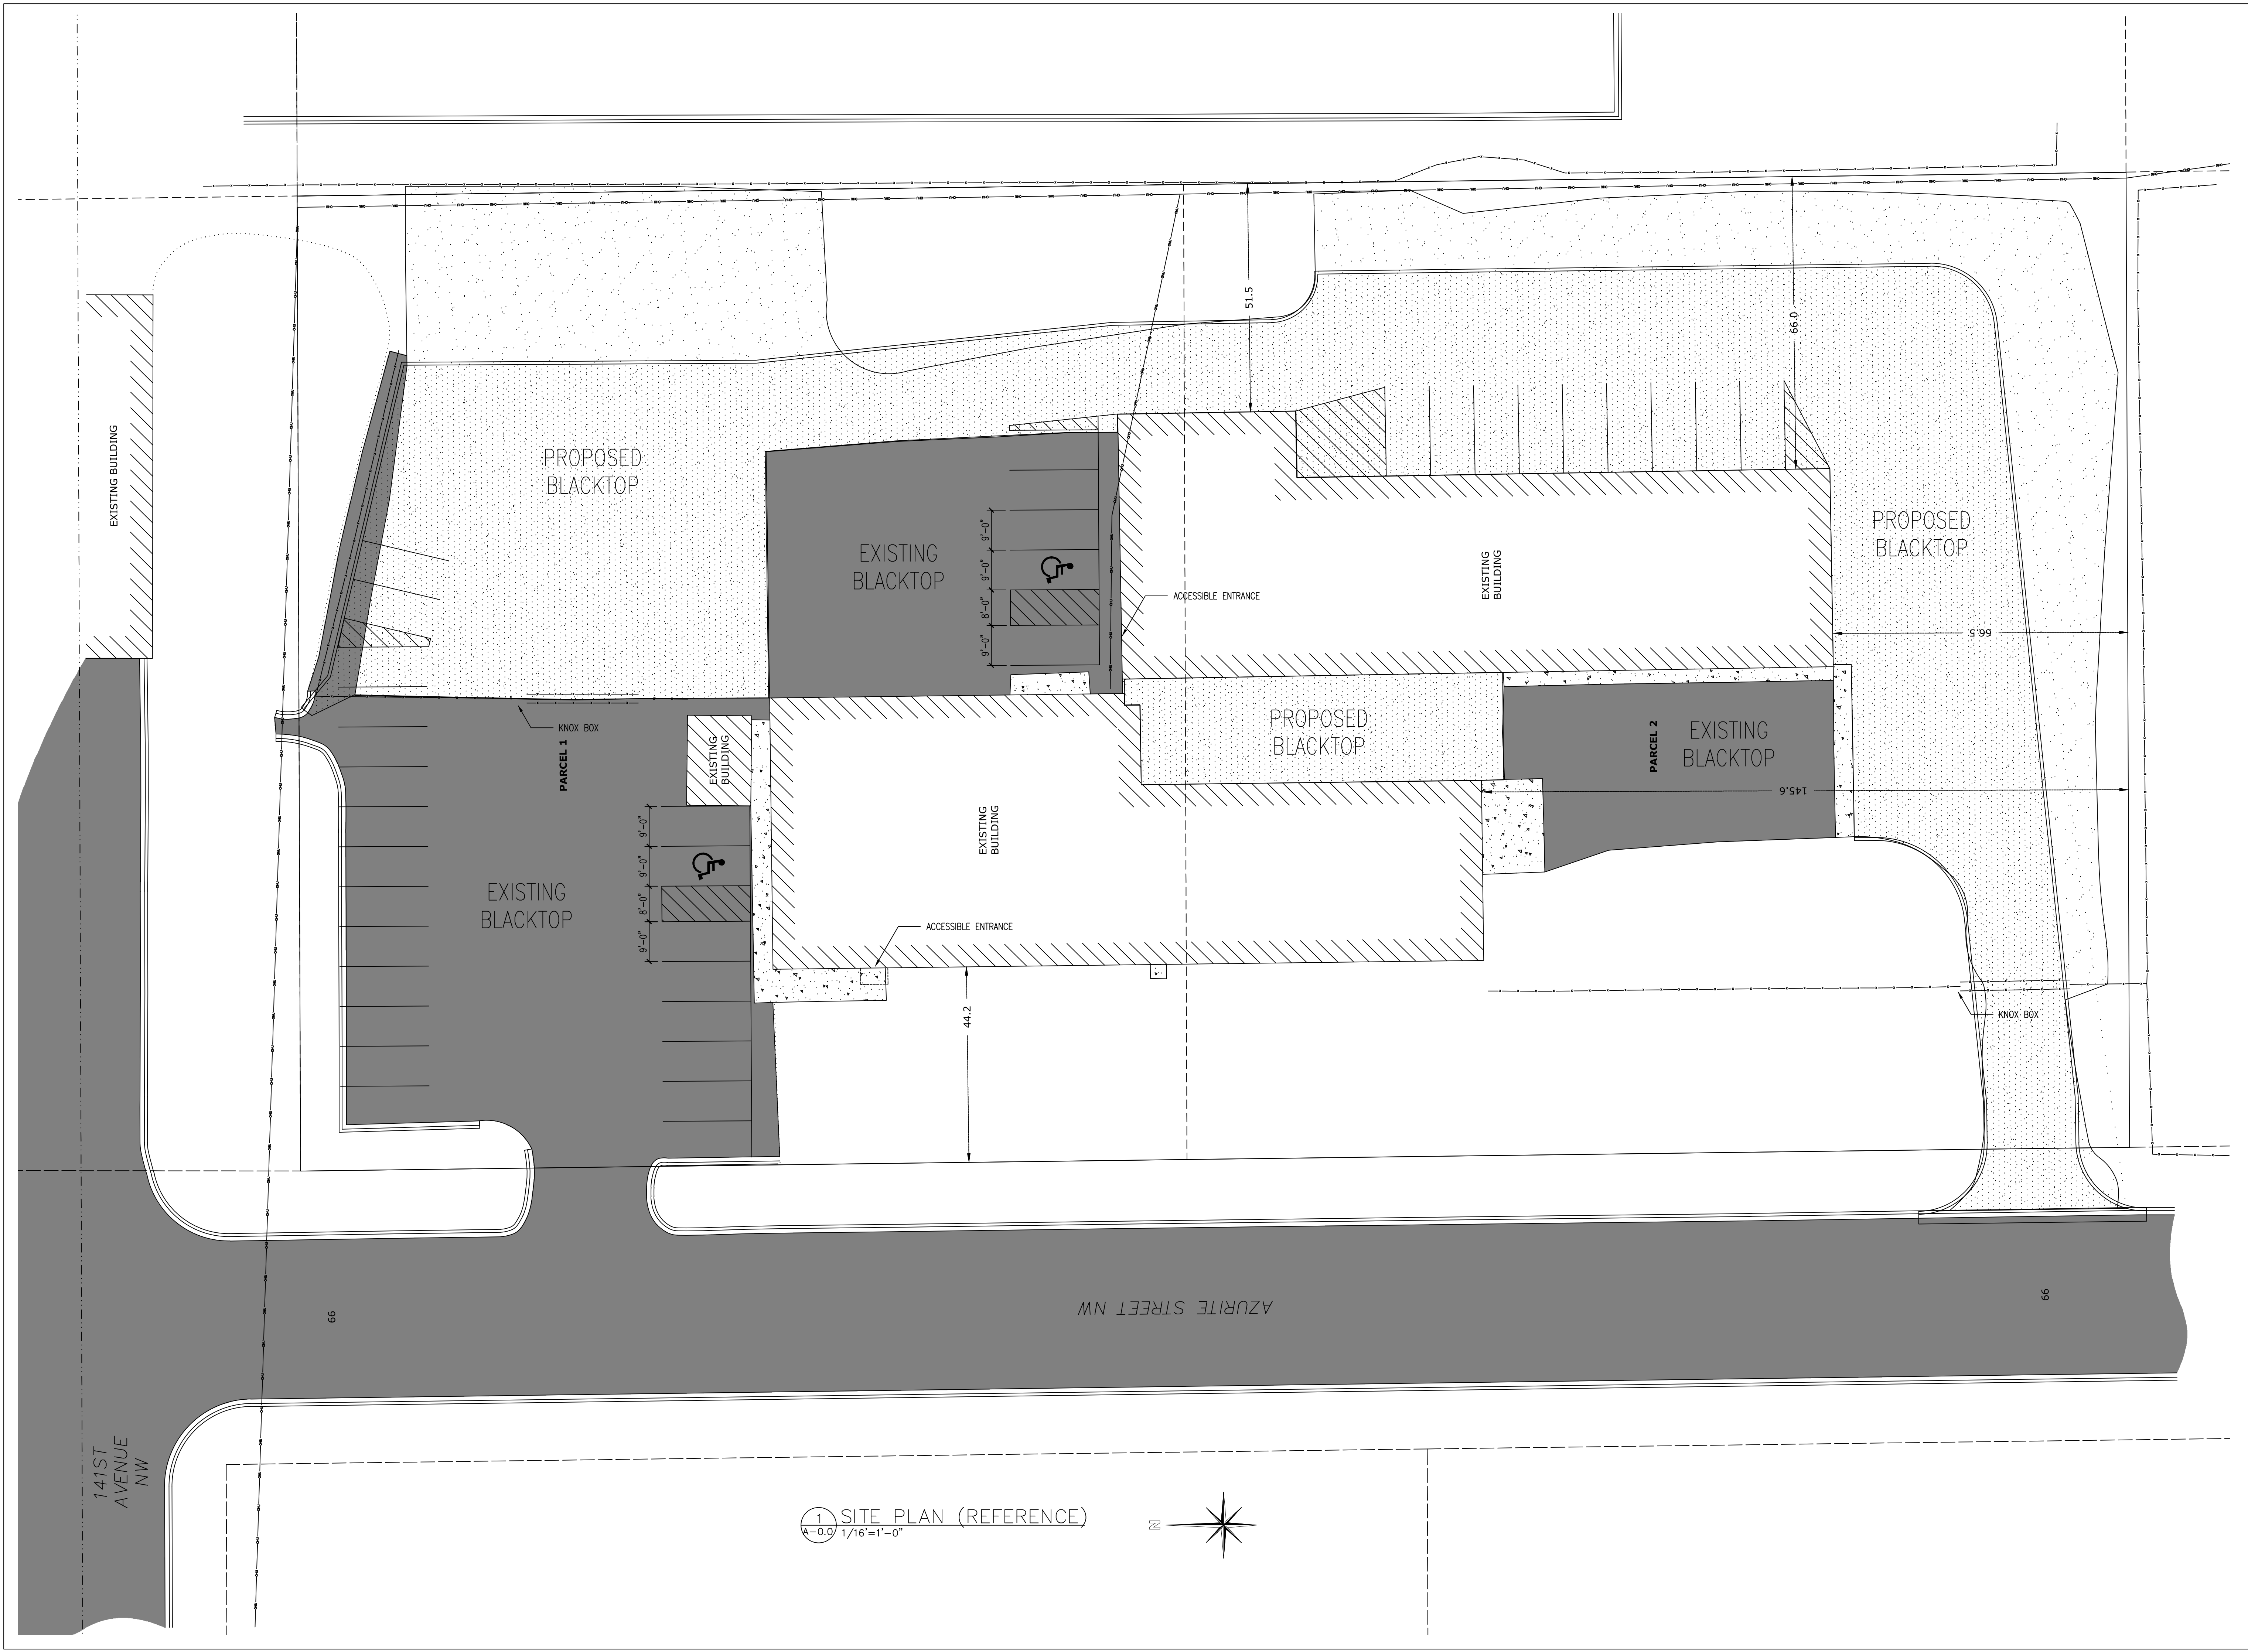 51.5
66.0
EXISTING BUILDING
PROPOSED
BLACKTOP
EXISTING
BLACKTOP
9'-0"
9'-0"
8'-0"
9'-0"
ACCESSIBLE ENTRANCE
EXISTING
BUILDING
PROPOSED
BLACKTOP
66.5
KNOX BOX
PARCEL 1
EXISTING
BUILDING
PROPOSED
BLACKTOP
PARCEL 2
EXISTING
BLACKTOP
145.6
9'-0"
9'-0"
8'-0"
9'-0"
EXISTING
BLACKTOP
EXISTING
BUILDING
ACCESSIBLE ENTRANCE
44.2
KNOX BOX
66
AZURITE STREET NW
66
141ST
AVENUE
NW
1
A-0.0
SITE PLAN (REFERENCE)
1/16'=1'-0"
N